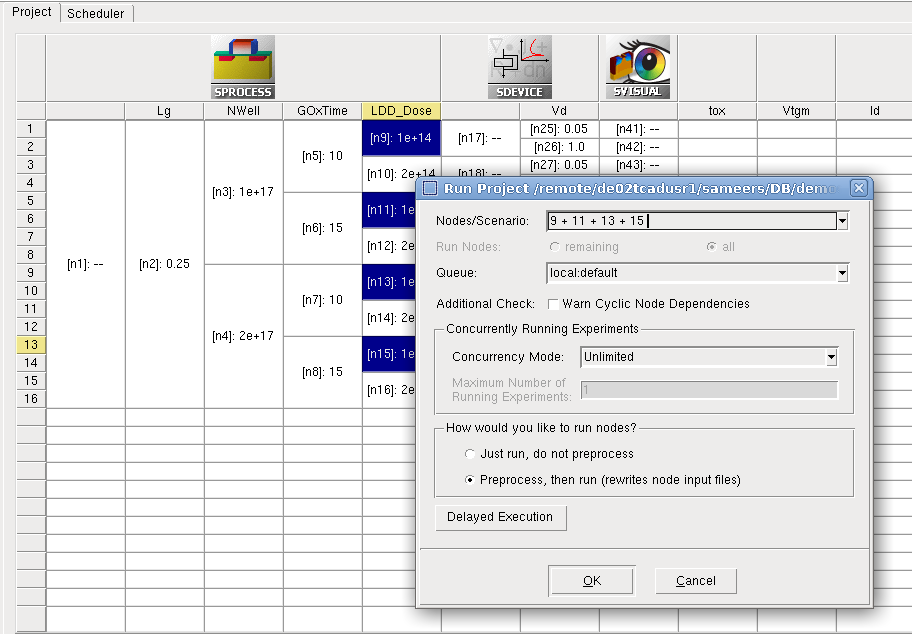 Project Scheduler
SPROCESS SDEVICE SVISUAL
Lg NWell GOxTime LDD_Dose Vd tox Vtgm Id
1 [n9]: 1e+14 [n17]: -- [n25]: 0.05 [n41]: --
2 [n5]: 10 [n26]: 1.0 [n42]: --
3 [n10]: 2e+14 [n18]: -- [n27]: 0.05 [n43]: --
4 [n3]: 1e+17
5 [n11]: 1e
6 [n6]: 15
7 [n12]: 2e
8 [n1]: -- [n2]: 0.25
9 [n13]: 1e
10 [n7]: 10
11 [n14]: 2e
12 [n4]: 2e+17
13 [n15]: 1e
14 [n8]: 15
15 [n16]: 2e
16
Run Project /remote/de02tcadusr1/sameers/DB/demo
Nodes/Scenario: 9 + 11 + 13 + 15
Run Nodes: remaining all
Queue: local:default
Additional Check: Warn Cyclic Node Dependencies
Concurrently Running Experiments
Concurrency Mode: Unlimited
Maximum Number of
Running Experiments: 1
How would you like to run nodes?
Just run, do not preprocess
Preprocess, then run (rewrites node input files)
Delayed Execution
OK Cancel